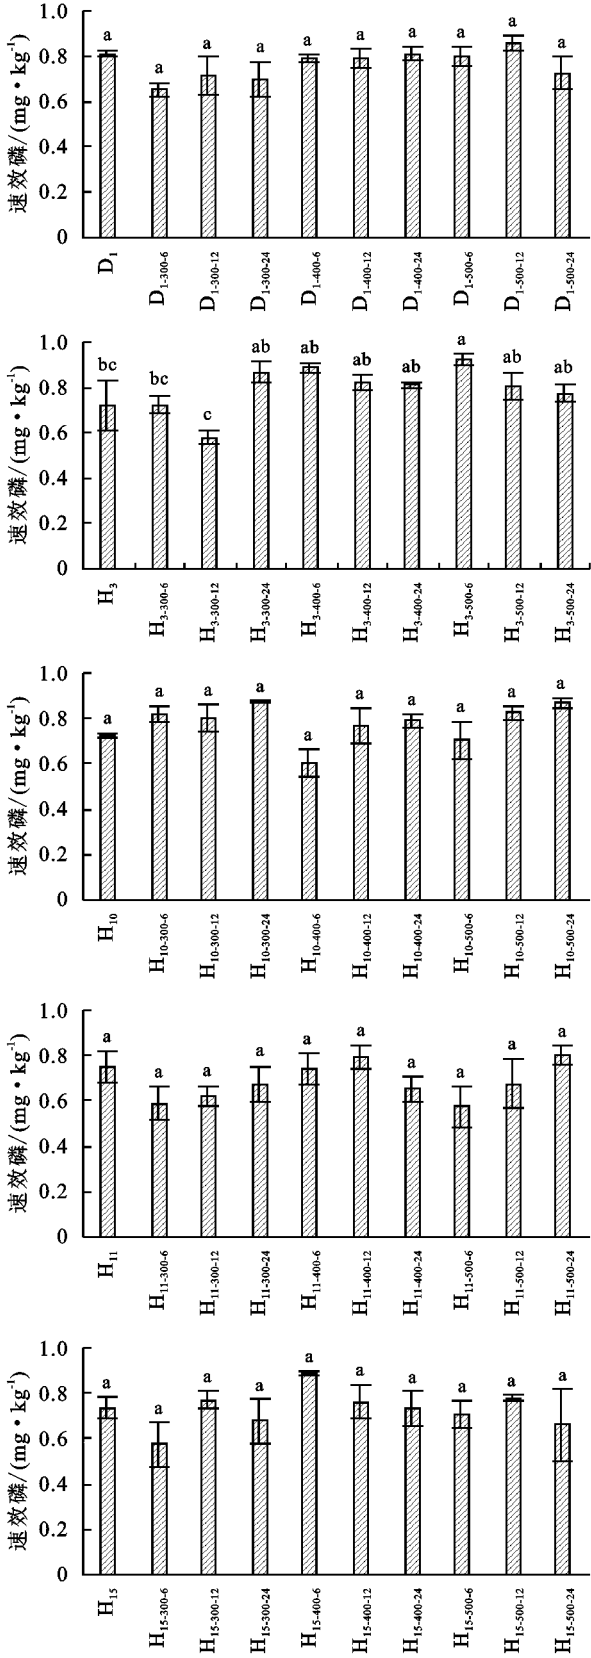 1.0
a a a a a a a a a a
0.8
0.6
0.4
0.2
0
速效磷/(mg·kg⁻¹)
D₁ D₁₋₃₀₀₋₆ D₁₋₃₀₀₋₁₂ D₁₋₃₀₀₋₂₄ D₁₋₄₀₀₋₆ D₁₋₄₀₀₋₁₂ D₁₋₄₀₀₋₂₄ D₁₋₅₀₀₋₆ D₁₋₅₀₀₋₁₂ D₁₋₅₀₀₋₂₄
1.0
bc bc c ab ab ab ab a ab ab
0.8
0.6
0.4
0.2
0
速效磷/(mg·kg⁻¹)
H₃ H₃₋₃₀₀₋₆ H₃₋₃₀₀₋₁₂ H₃₋₃₀₀₋₂₄ H₃₋₄₀₀₋₆ H₃₋₄₀₀₋₁₂ H₃₋₄₀₀₋₂₄ H₃₋₅₀₀₋₆ H₃₋₅₀₀₋₁₂ H₃₋₅₀₀₋₂₄
1.0
a a a a a a a a a a
0.8
0.6
0.4
0.2
0
速效磷/(mg·kg⁻¹)
H₁₀ H₁₀₋₃₀₀₋₆ H₁₀₋₃₀₀₋₁₂ H₁₀₋₃₀₀₋₂₄ H₁₀₋₄₀₀₋₆ H₁₀₋₄₀₀₋₁₂ H₁₀₋₄₀₀₋₂₄ H₁₀₋₅₀₀₋₆ H₁₀₋₅₀₀₋₁₂ H₁₀₋₅₀₀₋₂₄
1.0
a a a a a a a a a a
0.8
0.6
0.4
0.2
0
速效磷/(mg·kg⁻¹)
H₁₁ H₁₁₋₃₀₀₋₆ H₁₁₋₃₀₀₋₁₂ H₁₁₋₃₀₀₋₂₄ H₁₁₋₄₀₀₋₆ H₁₁₋₄₀₀₋₁₂ H₁₁₋₄₀₀₋₂₄ H₁₁₋₅₀₀₋₆ H₁₁₋₅₀₀₋₁₂ H₁₁₋₅₀₀₋₂₄
1.0
a a a a a a a a a a
0.8
0.6
0.4
0.2
0
速效磷/(mg·kg⁻¹)
H₁₅ H₁₅₋₃₀₀₋₆ H₁₅₋₃₀₀₋₁₂ H₁₅₋₃₀₀₋₂₄ H₁₅₋₄₀₀₋₆ H₁₅₋₄₀₀₋₁₂ H₁₅₋₄₀₀₋₂₄ H₁₅₋₅₀₀₋₆ H₁₅₋₅₀₀₋₁₂ H₁₅₋₅₀₀₋₂₄